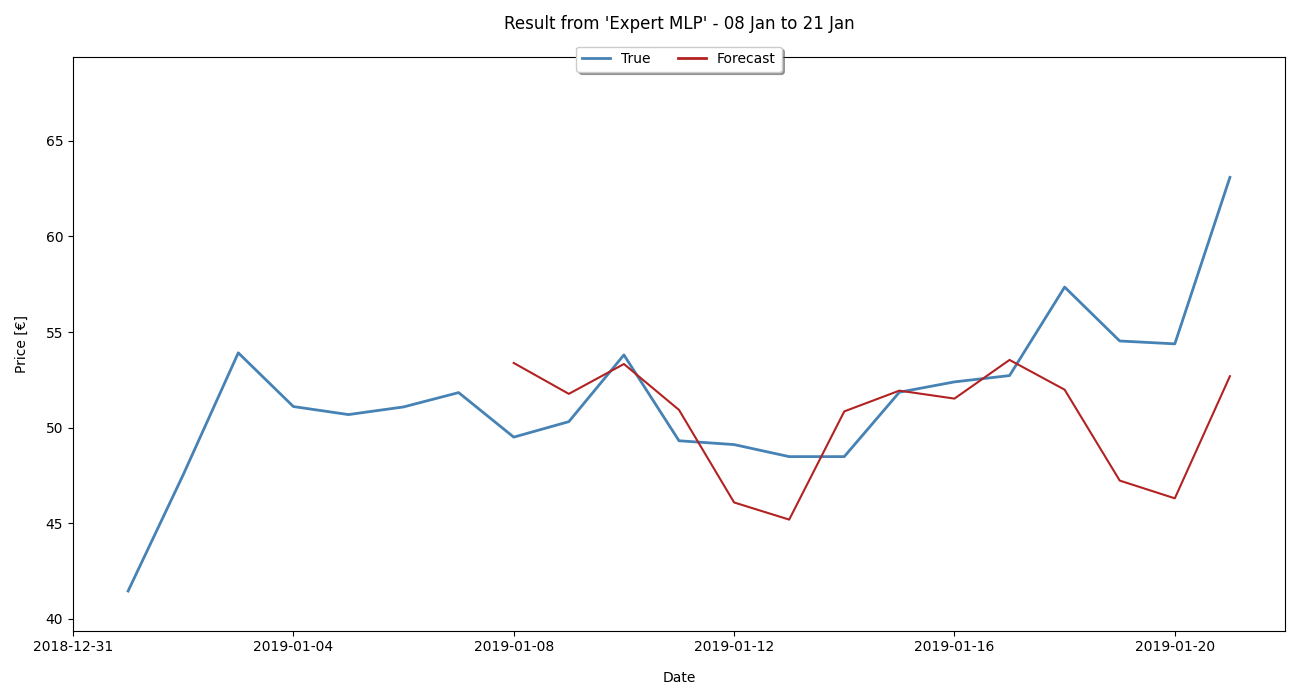 Result from 'Expert MLP' - 08 Jan to 21 Jan
True
Forecast
65
60
55
50
45
40
Price [€]
2018-12-31
2019-01-04
2019-01-08
2019-01-12
2019-01-16
2019-01-20
Date